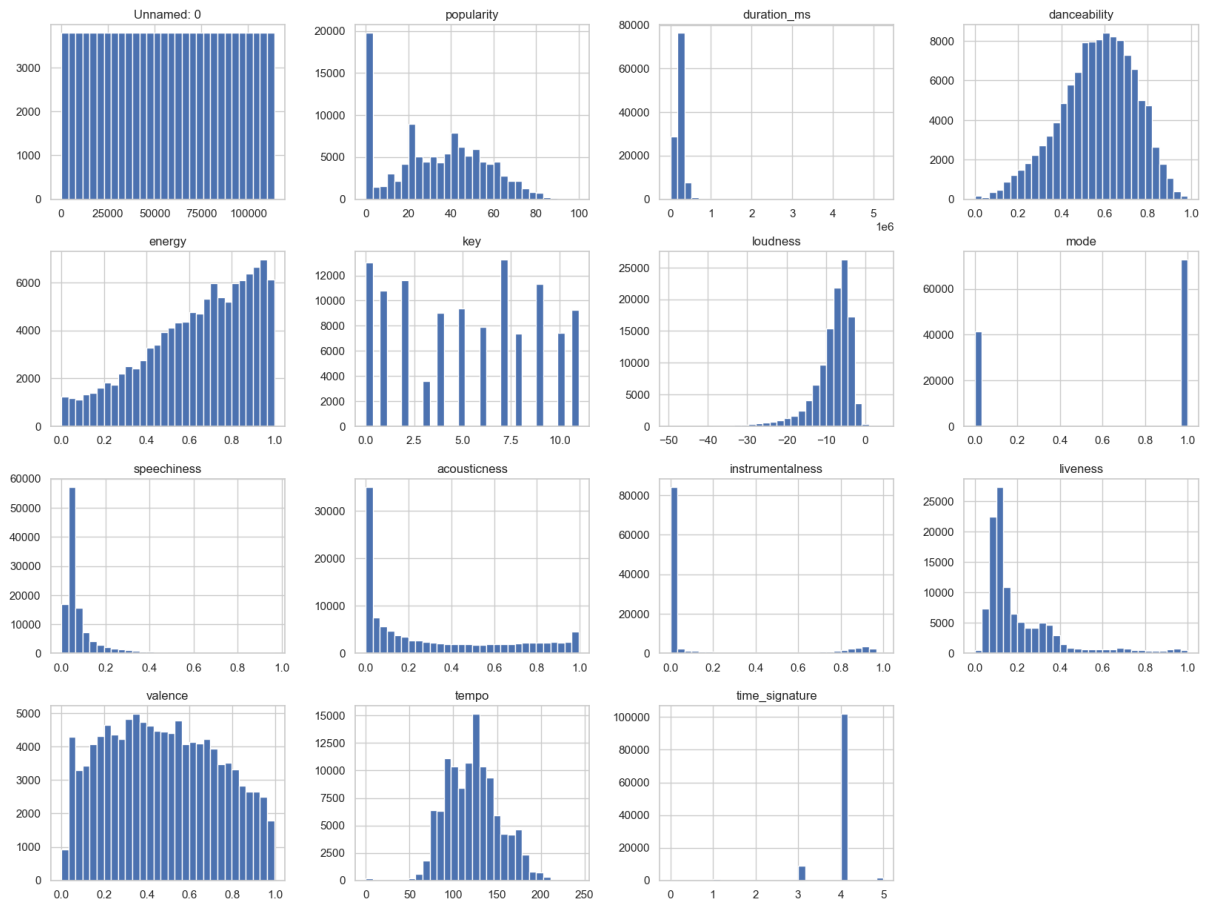 Unnamed: 0
3000
2000
1000
0
0 25000 50000 75000 100000
popularity
20000
15000
10000
5000
0
0 20 40 60 80 100
duration_ms
80000
60000
40000
20000
0
0 1 2 3 4 5
1e6
danceability
8000
6000
4000
2000
0
0.0 0.2 0.4 0.6 0.8 1.0
energy
6000
4000
2000
0
0.0 0.2 0.4 0.6 0.8 1.0
key
12000
10000
8000
6000
4000
2000
0
0.0 2.5 5.0 7.5 10.0
loudness
25000
20000
15000
10000
5000
0
−50 −40 −30 −20 −10 0
mode
60000
40000
20000
0
0.0 0.2 0.4 0.6 0.8 1.0
speechiness
60000
50000
40000
30000
20000
10000
0
0.0 0.2 0.4 0.6 0.8 1.0
acousticness
30000
20000
10000
0
0.0 0.2 0.4 0.6 0.8 1.0
instrumentalness
80000
60000
40000
20000
0
0.0 0.2 0.4 0.6 0.8 1.0
liveness
25000
20000
15000
10000
5000
0
0.0 0.2 0.4 0.6 0.8 1.0
valence
5000
4000
3000
2000
1000
0
0.0 0.2 0.4 0.6 0.8 1.0
tempo
15000
12500
10000
7500
5000
2500
0
0 50 100 150 200 250
time_signature
100000
80000
60000
40000
20000
0
0 1 2 3 4 5